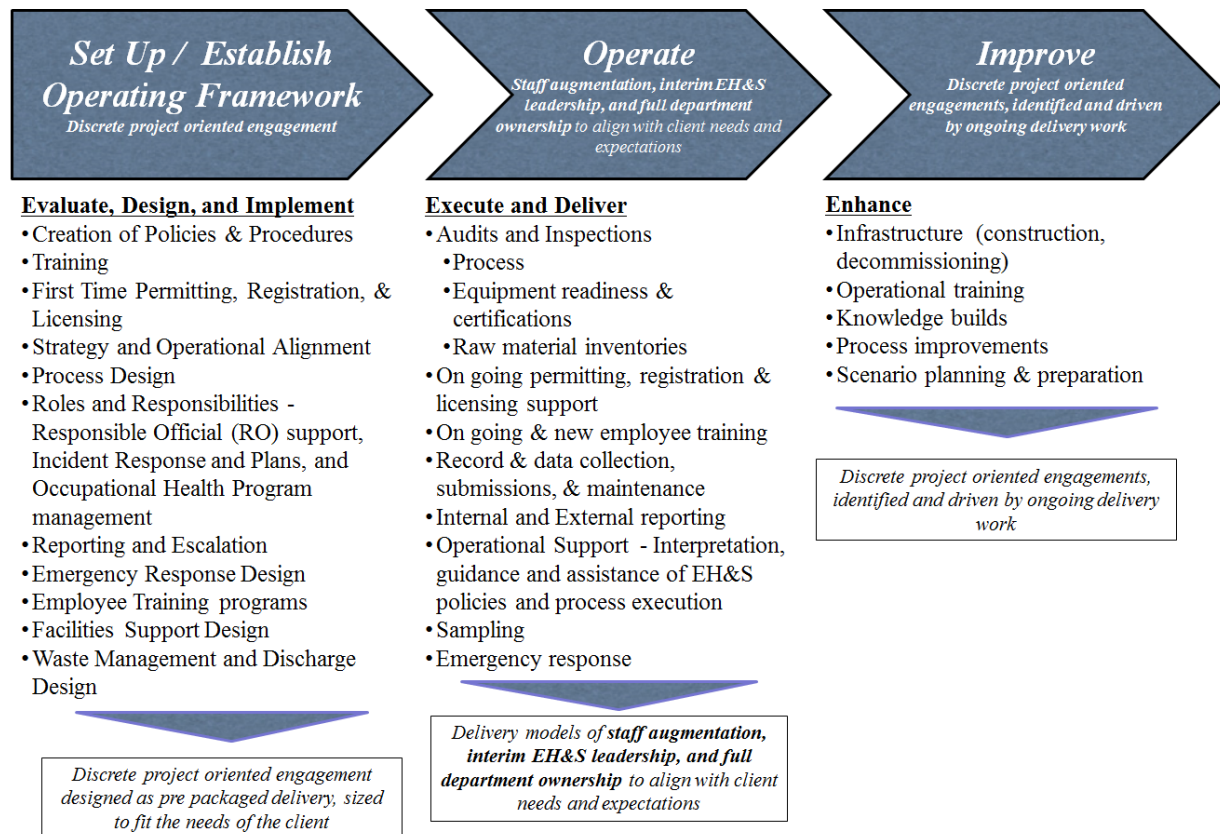 Set Up / Establish
Operating Framework
Discrete project oriented engagement
Operate
Staff augmentation, interim EH&S
leadership, and full department
ownership to align with client needs and
expectations
Improve
Discrete project oriented
engagements, identified and driven
by ongoing delivery work
Evaluate, Design, and Implement
•Creation of Policies & Procedures
•Training
•First Time Permitting, Registration, &
Licensing
•Strategy and Operational Alignment
•Process Design
•Roles and Responsibilities -
Responsible Official (RO) support,
Incident Response and Plans, and
Occupational Health Program
management
•Reporting and Escalation
•Emergency Response Design
•Employee Training programs
•Facilities Support Design
•Waste Management and Discharge
Design
Discrete project oriented engagement
designed as pre packaged delivery, sized
to fit the needs of the client
Execute and Deliver
•Audits and Inspections
•Process
•Equipment readiness &
certifications
•Raw material inventories
•On going permitting, registration &
licensing support
•On going & new employee training
•Record & data collection,
submissions, & maintenance
•Internal and External reporting
•Operational Support - Interpretation,
guidance and assistance of EH&S
policies and process execution
•Sampling
•Emergency response
Delivery models of staff augmentation,
interim EH&S leadership, and full
department ownership to align with client
needs and expectations
Enhance
•Infrastructure (construction,
decommissioning)
•Operational training
•Knowledge builds
•Process improvements
•Scenario planning & preparation
Discrete project oriented engagements,
identified and driven by ongoing delivery
work